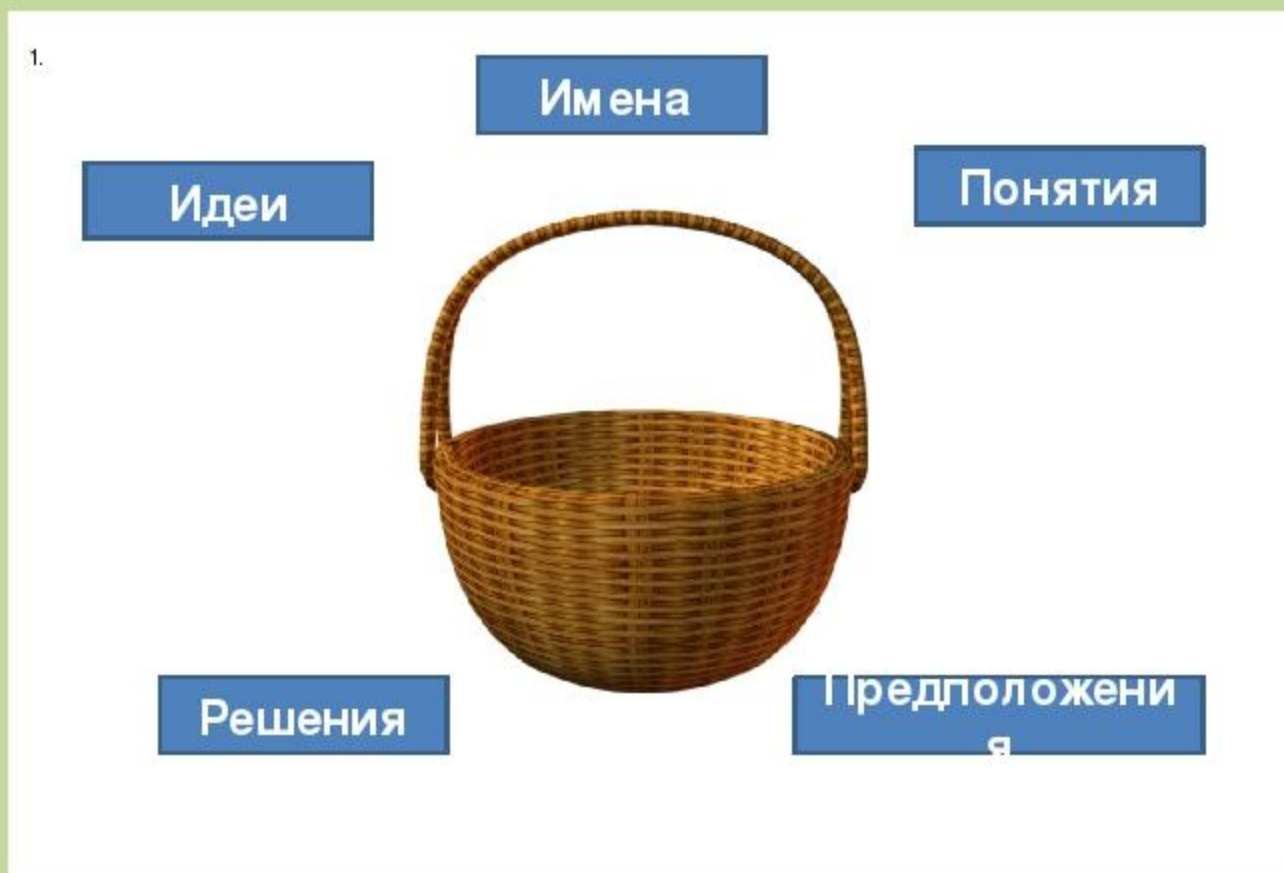 1.
Имена
Идеи
Понятия
Решения
Предположени
я